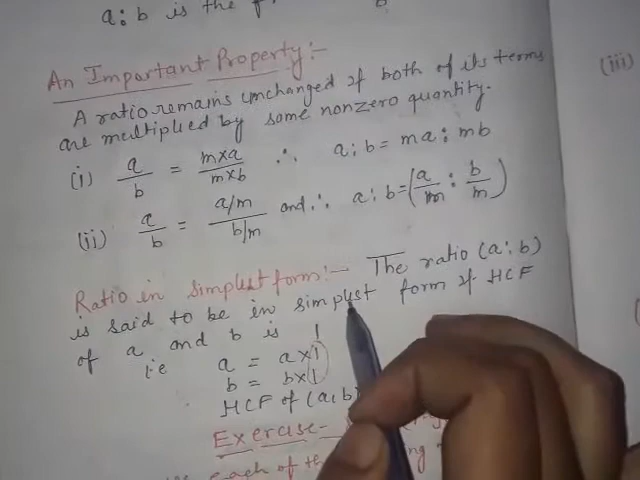 a:b is the
An Important Property:-
A ratio remains unchanged if both of its terms
are multiplied by some nonzero quantity.
(i) a/b = m×a/m×b ∴ a:b = ma:mb
(ii) a/b = a/m/b/m and ∴ a:b=(a/m : b/m)
Ratio in simplest form:- The ratio (a:b)
is said to be in simplest form if HCF
of a and b is 1
i.e a = a×1
b = b×1
HCF of (a,b)
Exercise-
each of
(iii)